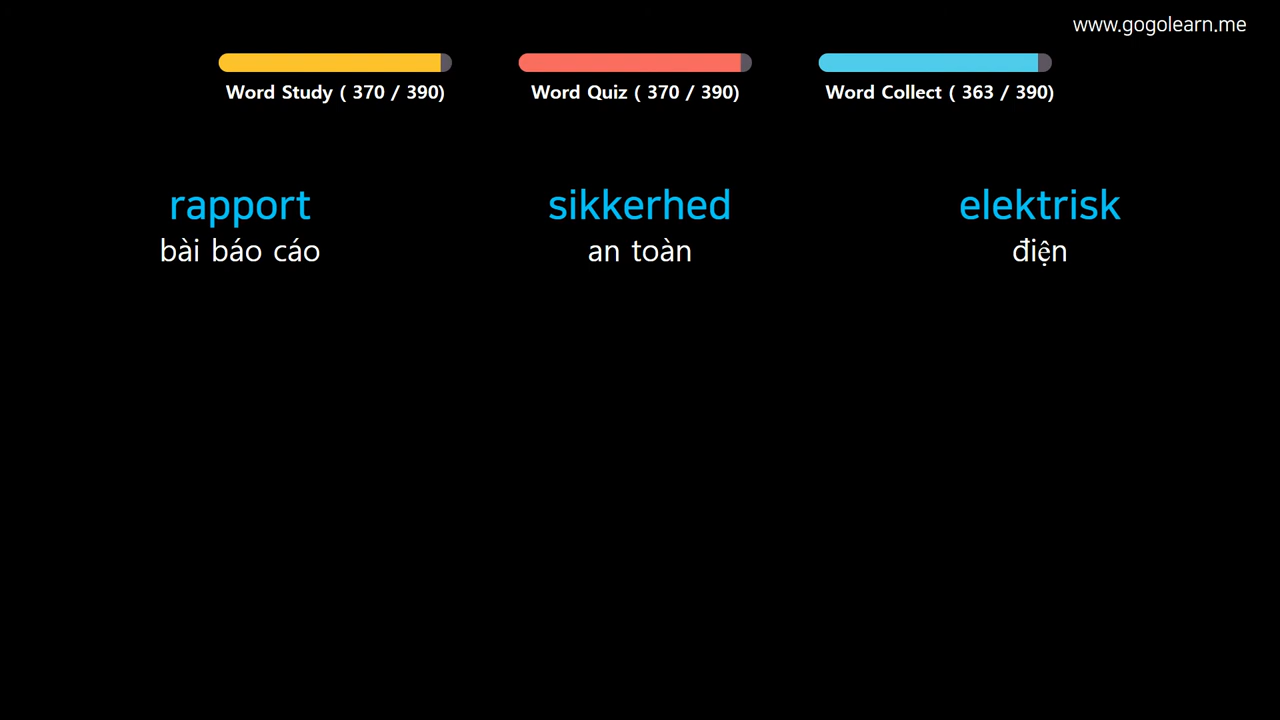 www.gogolearn.me
Word Study ( 370 / 390)
Word Quiz ( 370 / 390)
Word Collect ( 363 / 390)
rapport
bài báo cáo
sikkerhed
an toàn
elektrisk
điện